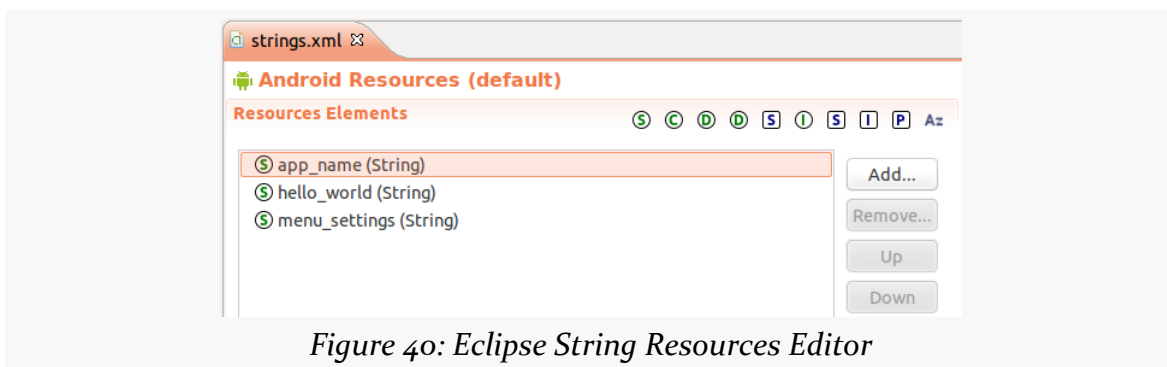 strings.xml
Android Resources (default)
Resources Elements
S C D D S I S I P Az
S app_name (String)
S hello_world (String)
S menu_settings (String)
Add...
Remove...
Up
Down
Figure 40: Eclipse String Resources Editor